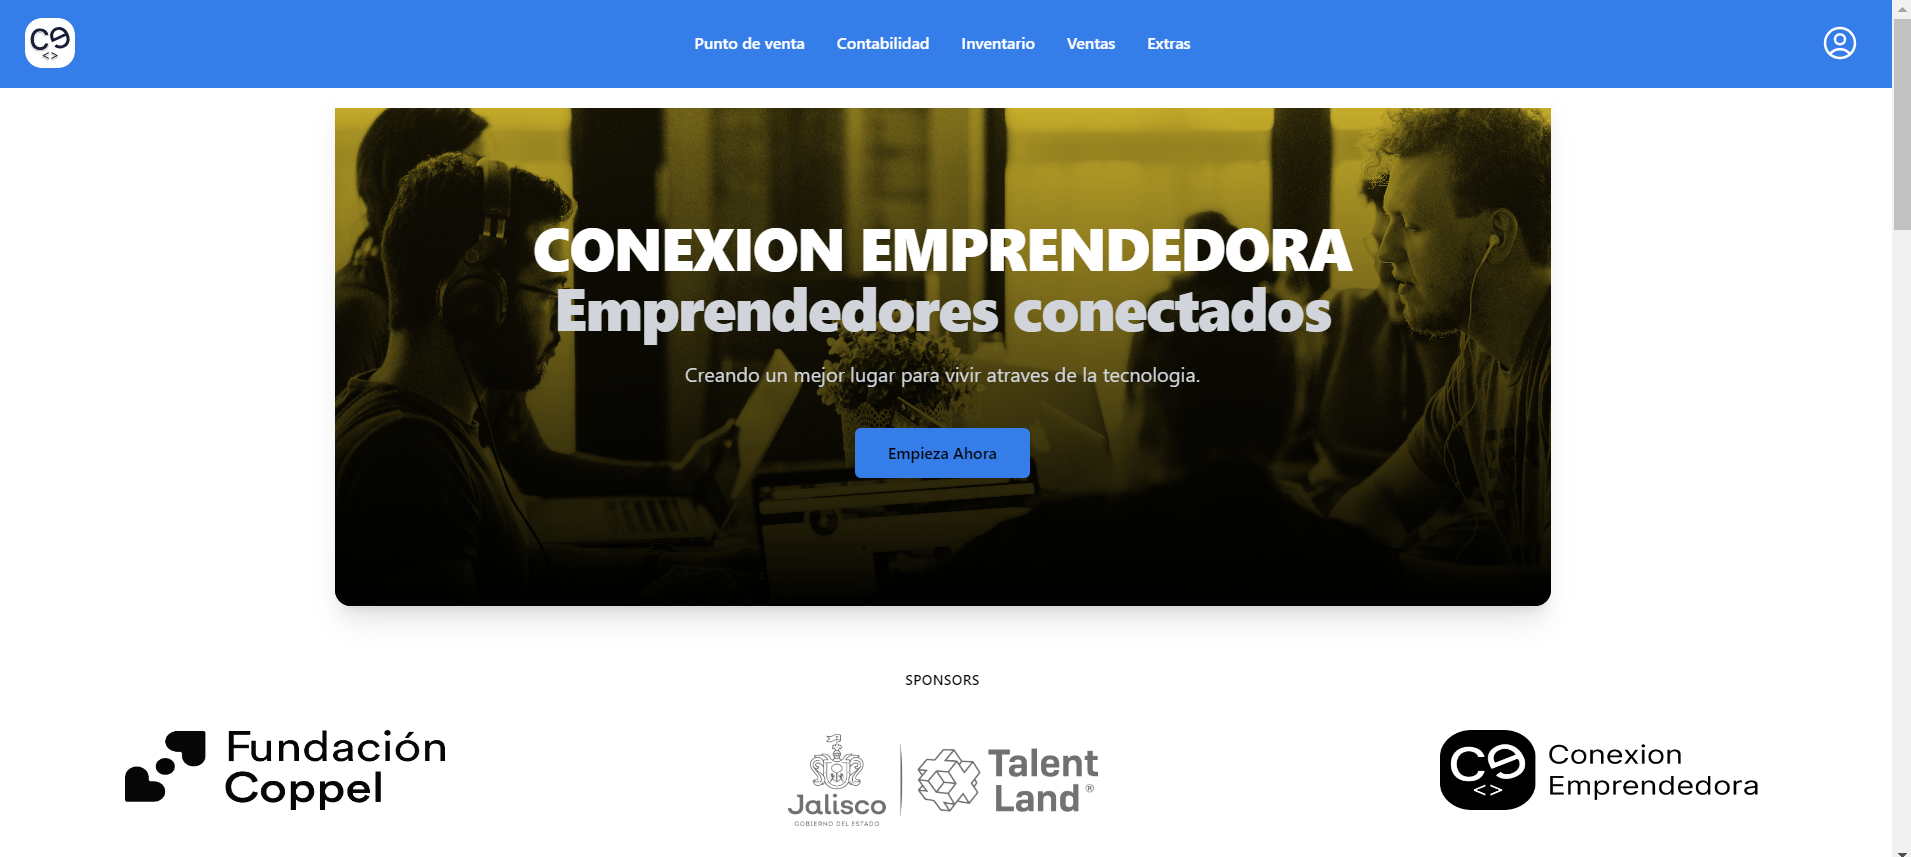 ce
<>
Punto de venta
Contabilidad
Inventario
Ventas
Extras
CONEXION EMPRENDEDORA
Emprendedores conectados
Creando un mejor lugar para vivir atraves de la tecnologia.
Empieza Ahora
SPONSORS
Fundación
Coppel
Jalisco
GOBIERNO DEL ESTADO
Talent
Land®
ce
<>
Conexion
Emprendedora